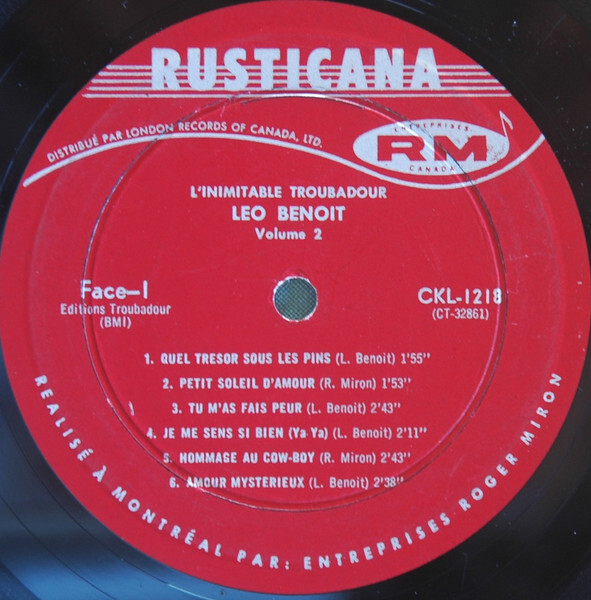 RUSTICANA
DISTRIBUÉ PAR LONDON RECORDS OF CANADA, LTD.
ENTREPRISES
RM
CANADA
L'INIMITABLE TROUBADOUR
LEO BENOIT
Volume 2
Face—1
Editions Troubadour
(BMI)
CKL-1218
(CT-32861)
1. QUEL TRESOR SOUS LES PINS (L. Benoit) 1'55"
2. PETIT SOLEIL D'AMOUR (R. Miron) 1'53"
3. TU M'AS FAIS PEUR (L. Benoit) 2'43"
4. JE ME SENS SI BIEN (Ya-Ya) (L. Benoit) 2'11"
5. HOMMAGE AU COW-BOY (R. Miron) 2'43"
6. AMOUR MYSTERIEUX (L. Benoit) 2'38"
REALISÉ À MONTRÉAL PAR: ENTREPRISES ROGER MIRON